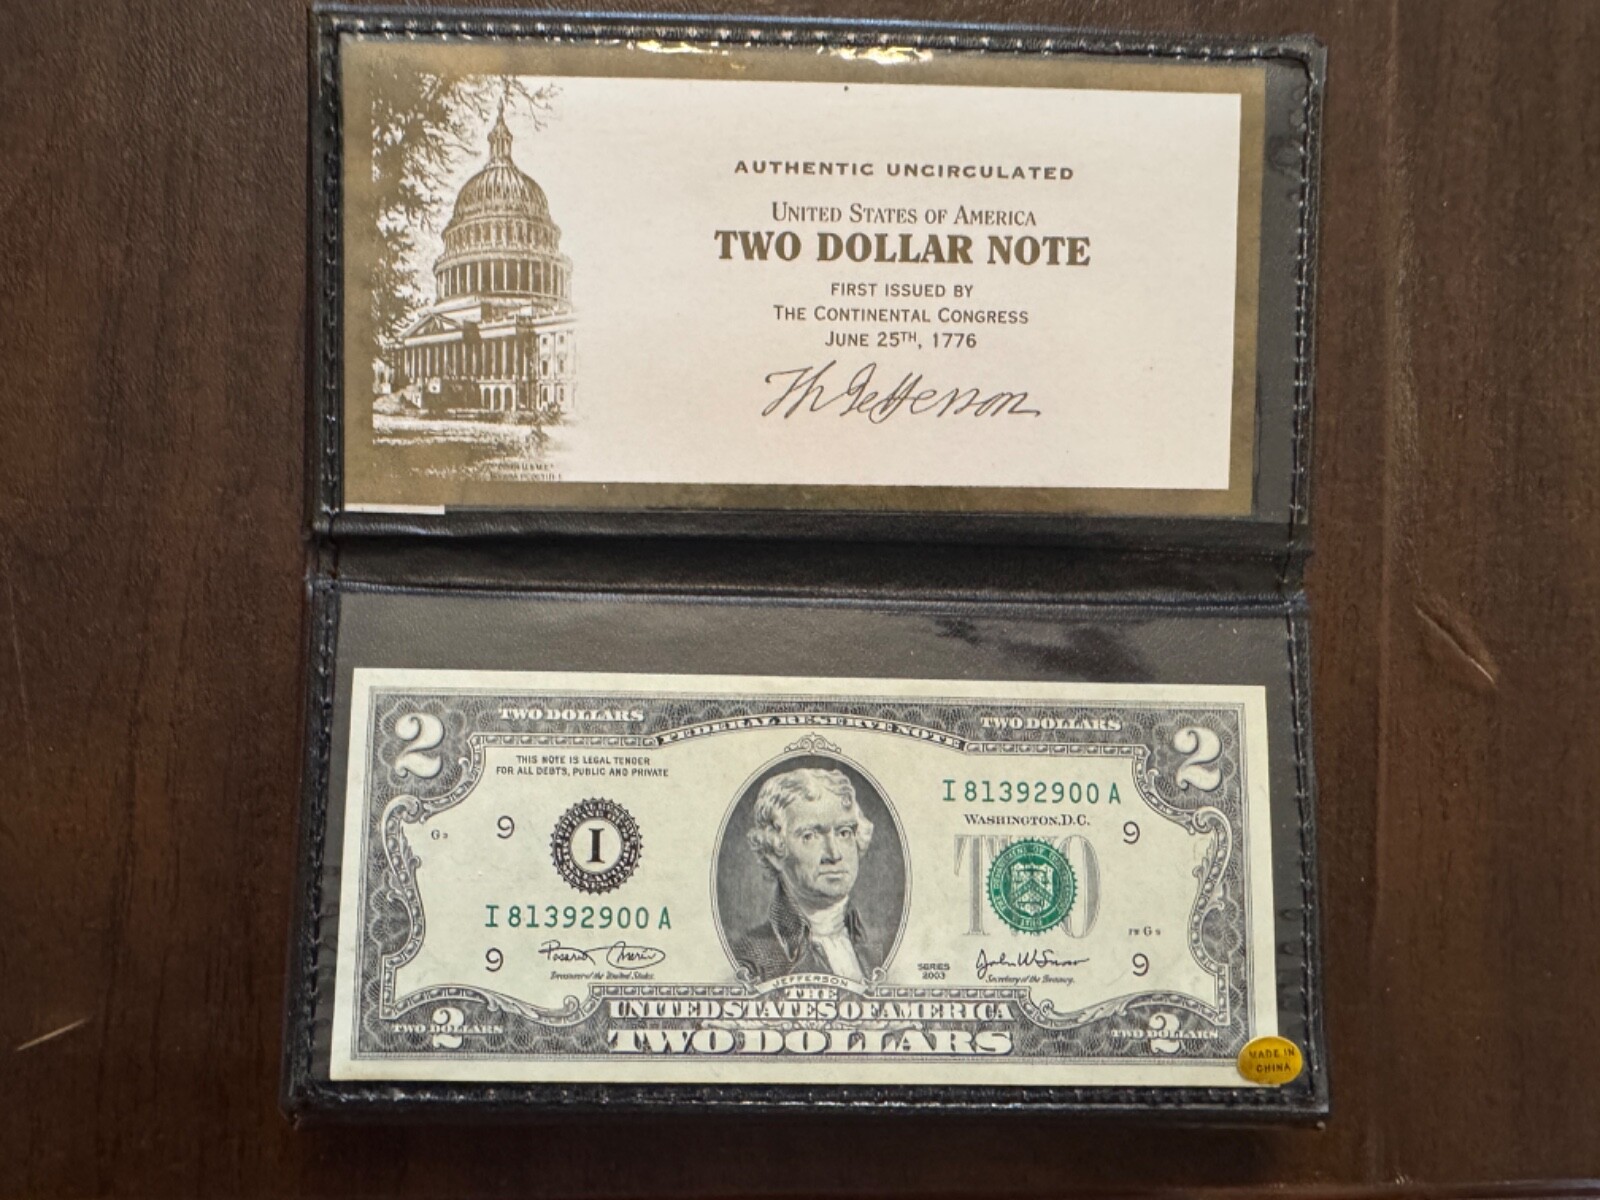 AUTHENTIC UNCIRCULATED
UNITED STATES OF AMERICA
TWO DOLLAR NOTE
FIRST ISSUED BY
THE CONTINENTAL CONGRESS
JUNE 25TH, 1776
Th Jefferson
2 TWO DOLLARS FEDERAL RESERVE NOTE TWO DOLLARS 2
THIS NOTE IS LEGAL TENDER
FOR ALL DEBTS, PUBLIC AND PRIVATE
I 81392900 A
WASHINGTON, D.C.
9 I TWO 9
I 81392900 A
9 9
Rosario Marin
Treasurer of the United States.
SERIES
2003
John W Snow
Secretary of the Treasury.
JEFFERSON
THE
UNITED STATES OF AMERICA
TWO DOLLARS 2 TWO DOLLARS TWO DOLLARS 2
MADE IN
CHINA